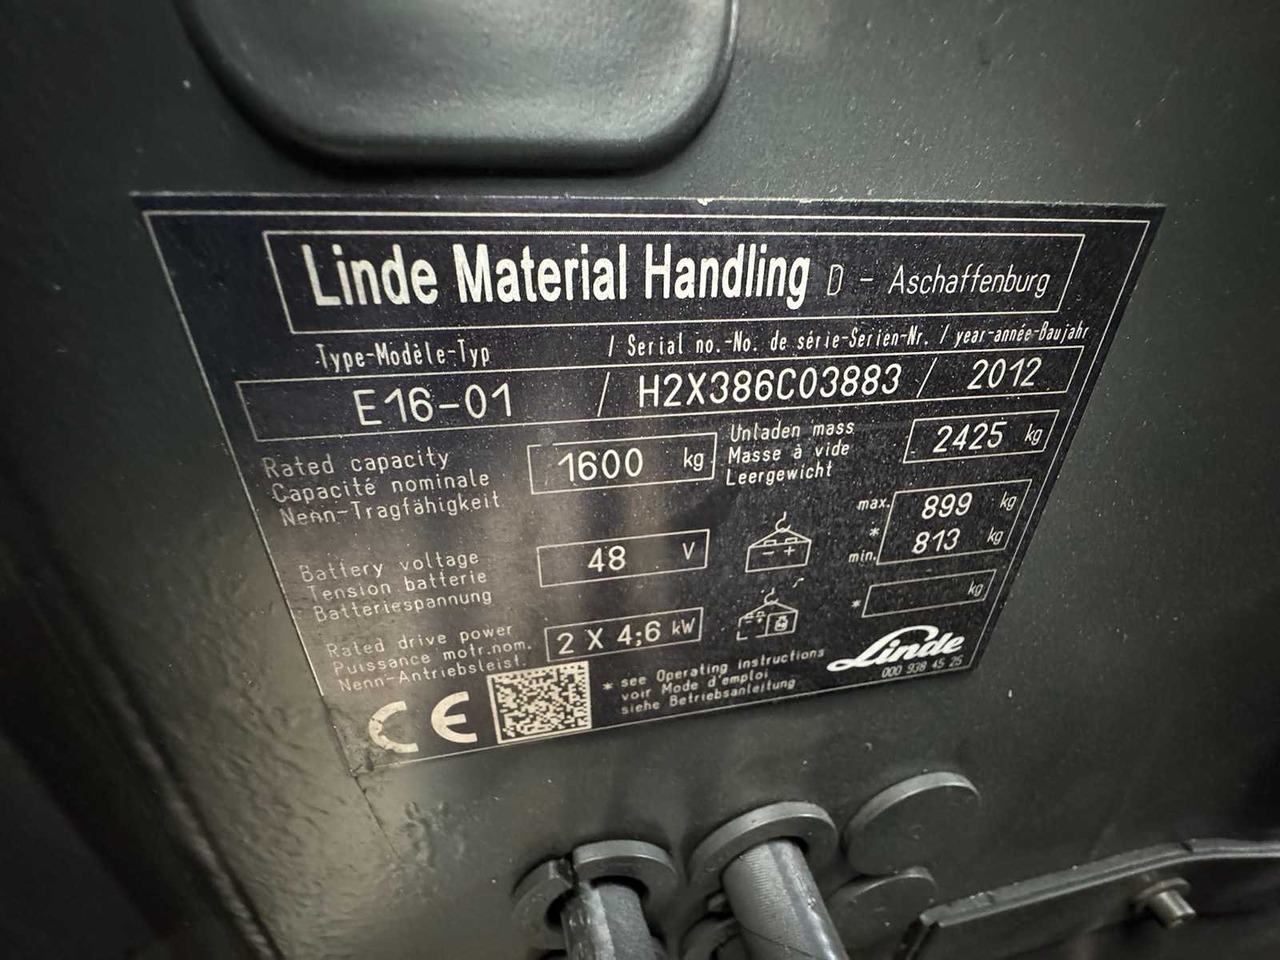 Linde Material Handling D - Aschaffenburg
Type-Modèle-Typ / Serial no.-No. de série-Serien-Nr. / year-année-Baujahr
E16-01 / H2X386C03883 / 2012
Rated capacity
Capacité nominale
Nenn-Tragfähigkeit
1600 kg
Unladen mass
Masse à vide
Leergewicht
2425 kg
Battery voltage
Tension batterie
Batteriespannung
48 V
max. 899 kg
*
min. 813 kg
Rated drive power
Puissance motr.nom.
Nenn-Antriebsleist.
2 X 4;6 kW
* kg
CE
* see Operating Instructions
voir Mode d'emploi
siehe Betriebsanleitung
Linde
000 938 45 25